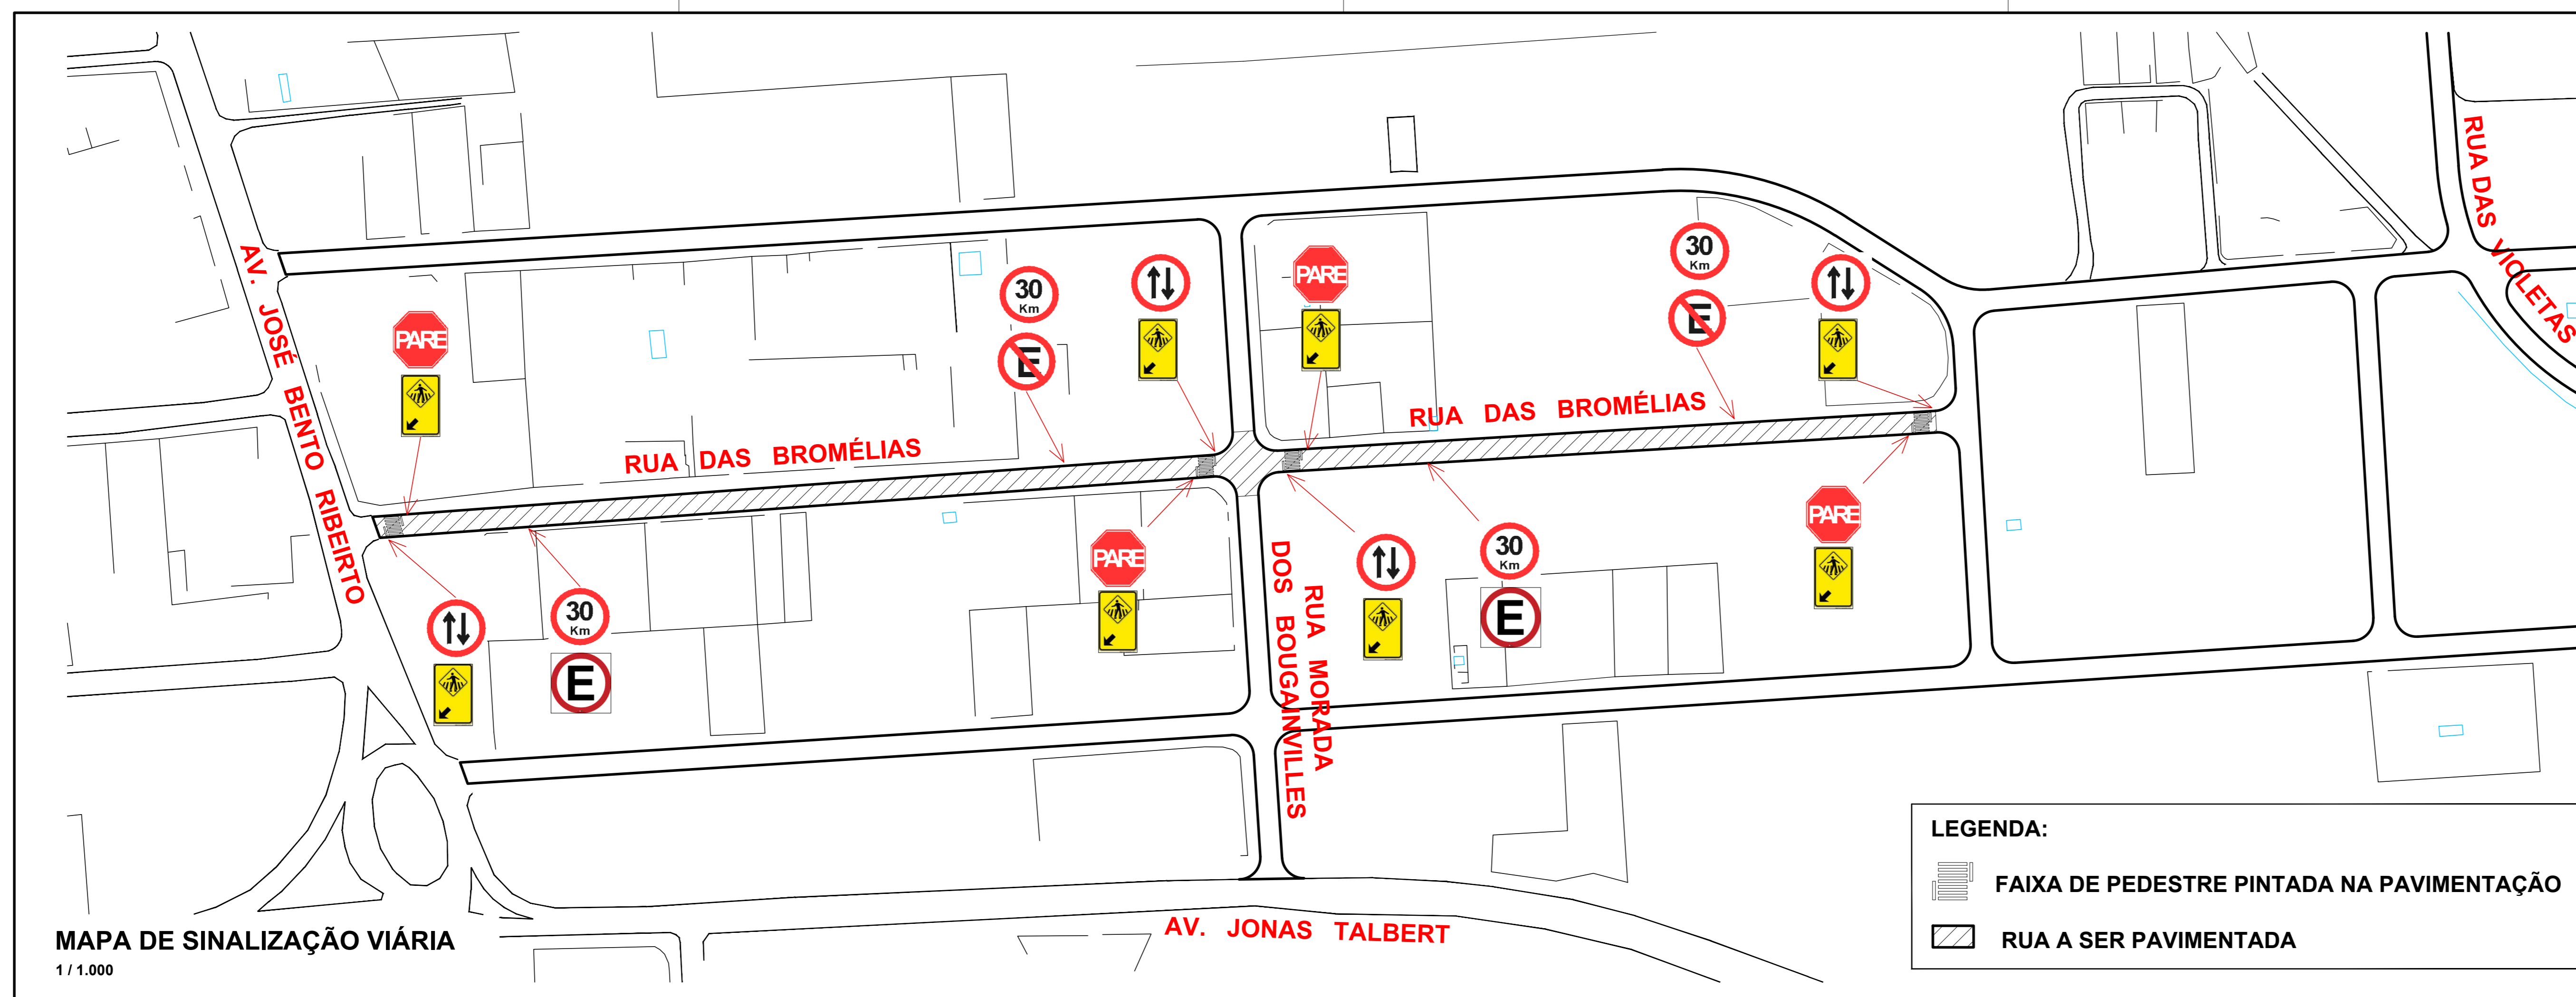 RUA DAS VIOLETAS
AV. JOSÉ BENTO RIBEIRTO
PARE
30
Km
E
PARE
30
Km
E
RUA DAS BROMÉLIAS
RUA DAS BROMÉLIAS
PARE
30
Km
E
PARE
30
Km
E
PARE
RUA MORADA
DOS BOUGAINVILLES
AV. JONAS TALBERT
MAPA DE SINALIZAÇÃO VIÁRIA
1 / 1.000
LEGENDA:
FAIXA DE PEDESTRE PINTADA NA PAVIMENTAÇÃO
RUA A SER PAVIMENTADA